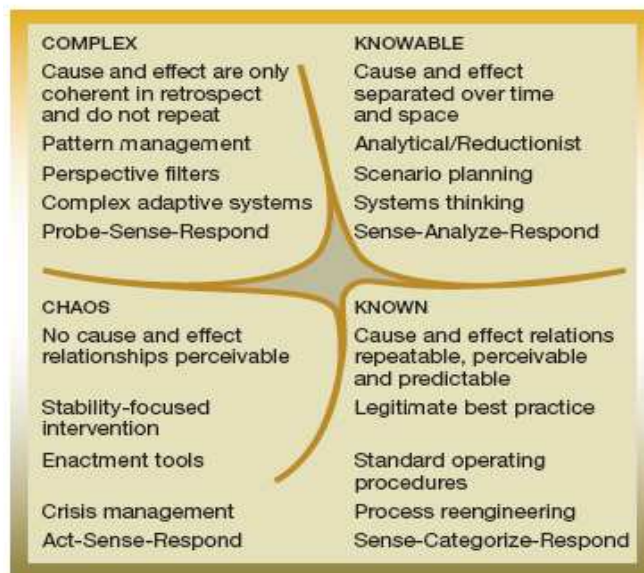 COMPLEX
Cause and effect are only
coherent in retrospect
and do not repeat
Pattern management
Perspective filters
Complex adaptive systems
Probe-Sense-Respond
KNOWABLE
Cause and effect
separated over time
and space
Analytical/Reductionist
Scenario planning
Systems thinking
Sense-Analyze-Respond
CHAOS
No cause and effect
relationships perceivable
Stability-focused
intervention
Enactment tools
Crisis management
Act-Sense-Respond
KNOWN
Cause and effect relations
repeatable, perceivable
and predictable
Legitimate best practice
Standard operating
procedures
Process reengineering
Sense-Categorize-Respond